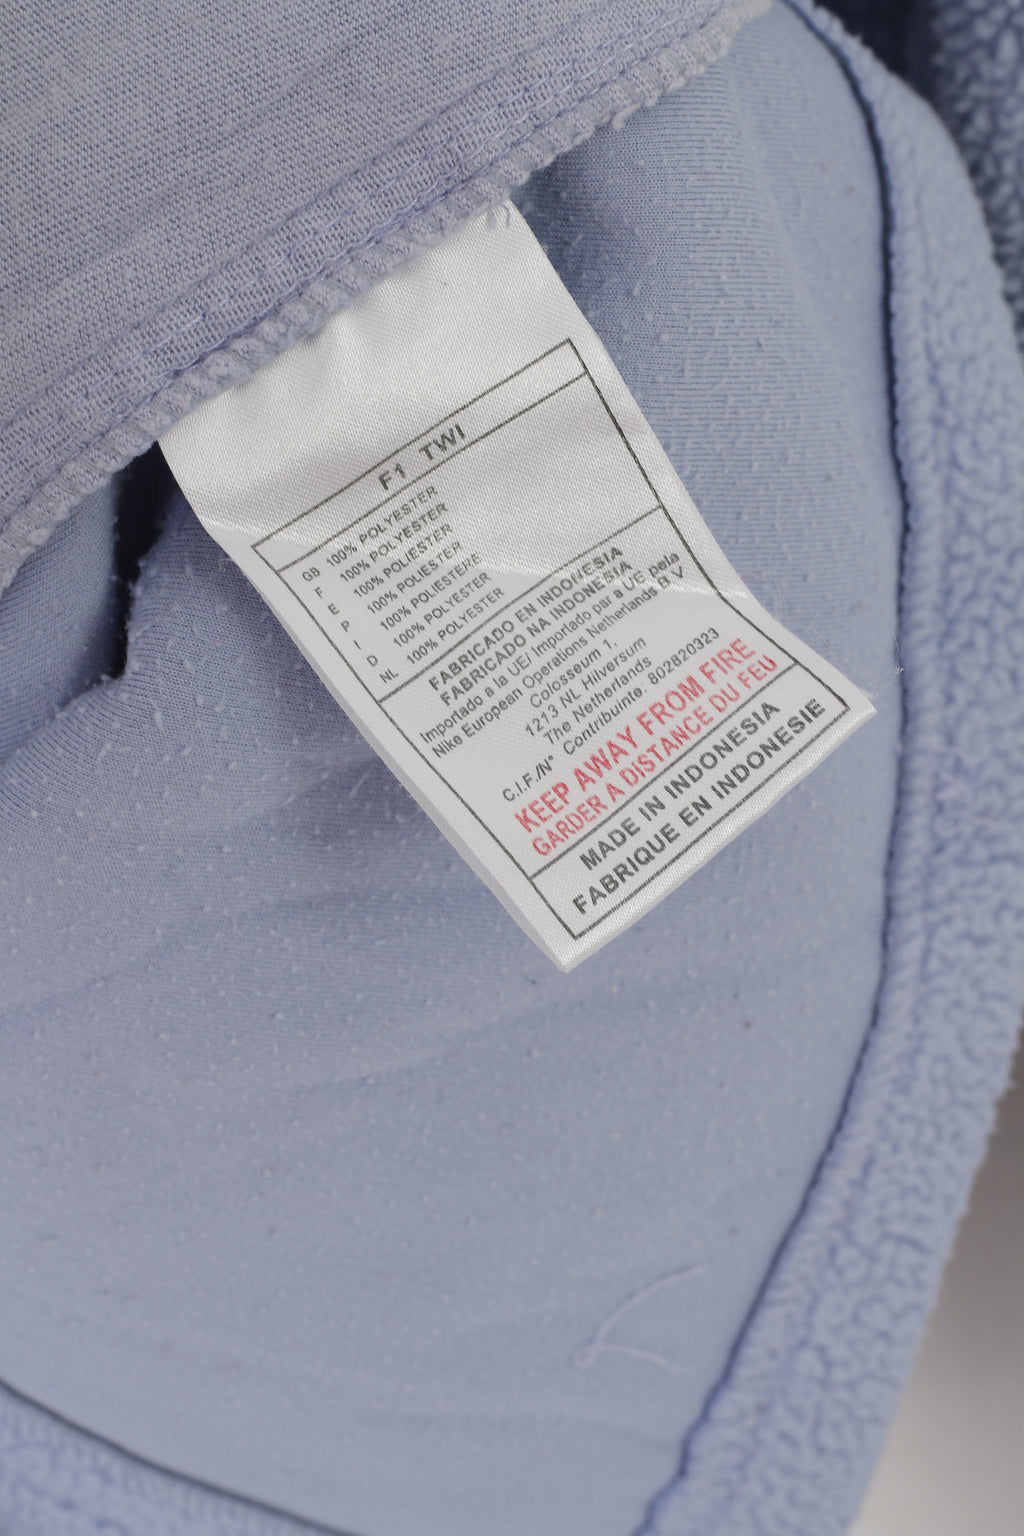 F1 TWI
GB 100% POLYESTER
F 100% POLYESTER
E 100% POLIESTER
P 100% POLIESTER
I 100% POLIESTERE
D 100% POLYESTER
NL 100% POLYESTER
FABRICADO EN INDONESIA
FABRICADO NA INDONESIA
Importado a la UE/ Importado par a UE pela
Nike European Operations Netherlands B V
Colosseum 1,
1213 NL Hilversum
The Netherlands
C.I.F./N° Contribuinte. 802820323
KEEP AWAY FROM FIRE
GARDER A DISTANCE DU FEU
MADE IN INDONESIA
FABRIQUE EN INDONESIE